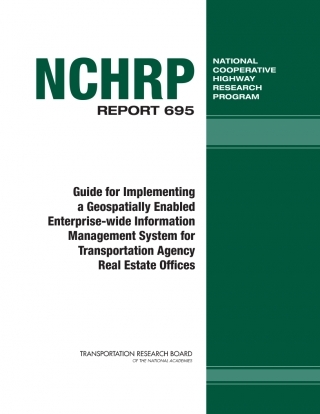 NCHRP
REPORT 695
NATIONAL
COOPERATIVE
HIGHWAY
RESEARCH
PROGRAM
Guide for Implementing
a Geospatially Enabled
Enterprise-wide Information
Management System for
Transportation Agency
Real Estate Offices
TRANSPORTATION RESEARCH BOARD
OF THE NATIONAL ACADEMIES